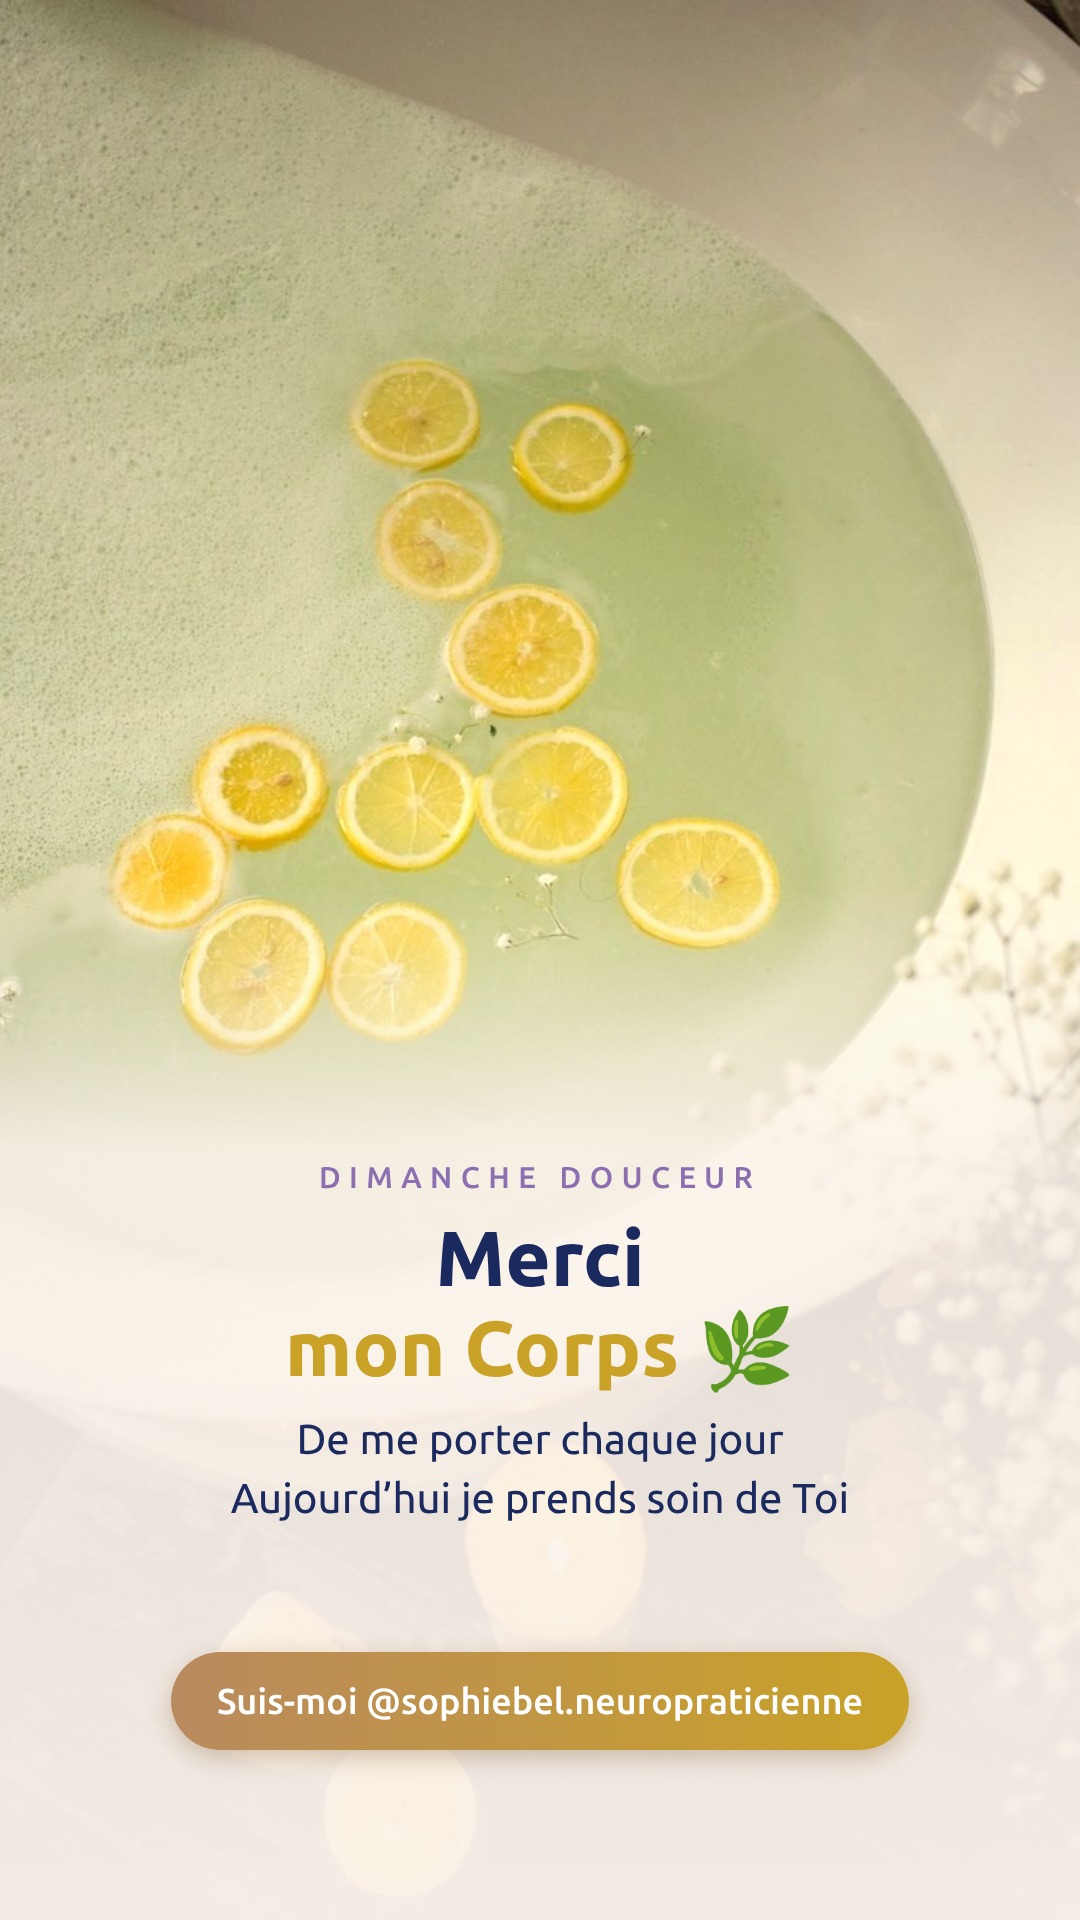 DIMANCHE DOUCEUR
Merci
mon Corps 🌿
De me porter chaque jour
Aujourd’hui je prends soin de Toi
Suis-moi @sophiebel.neuropraticienne